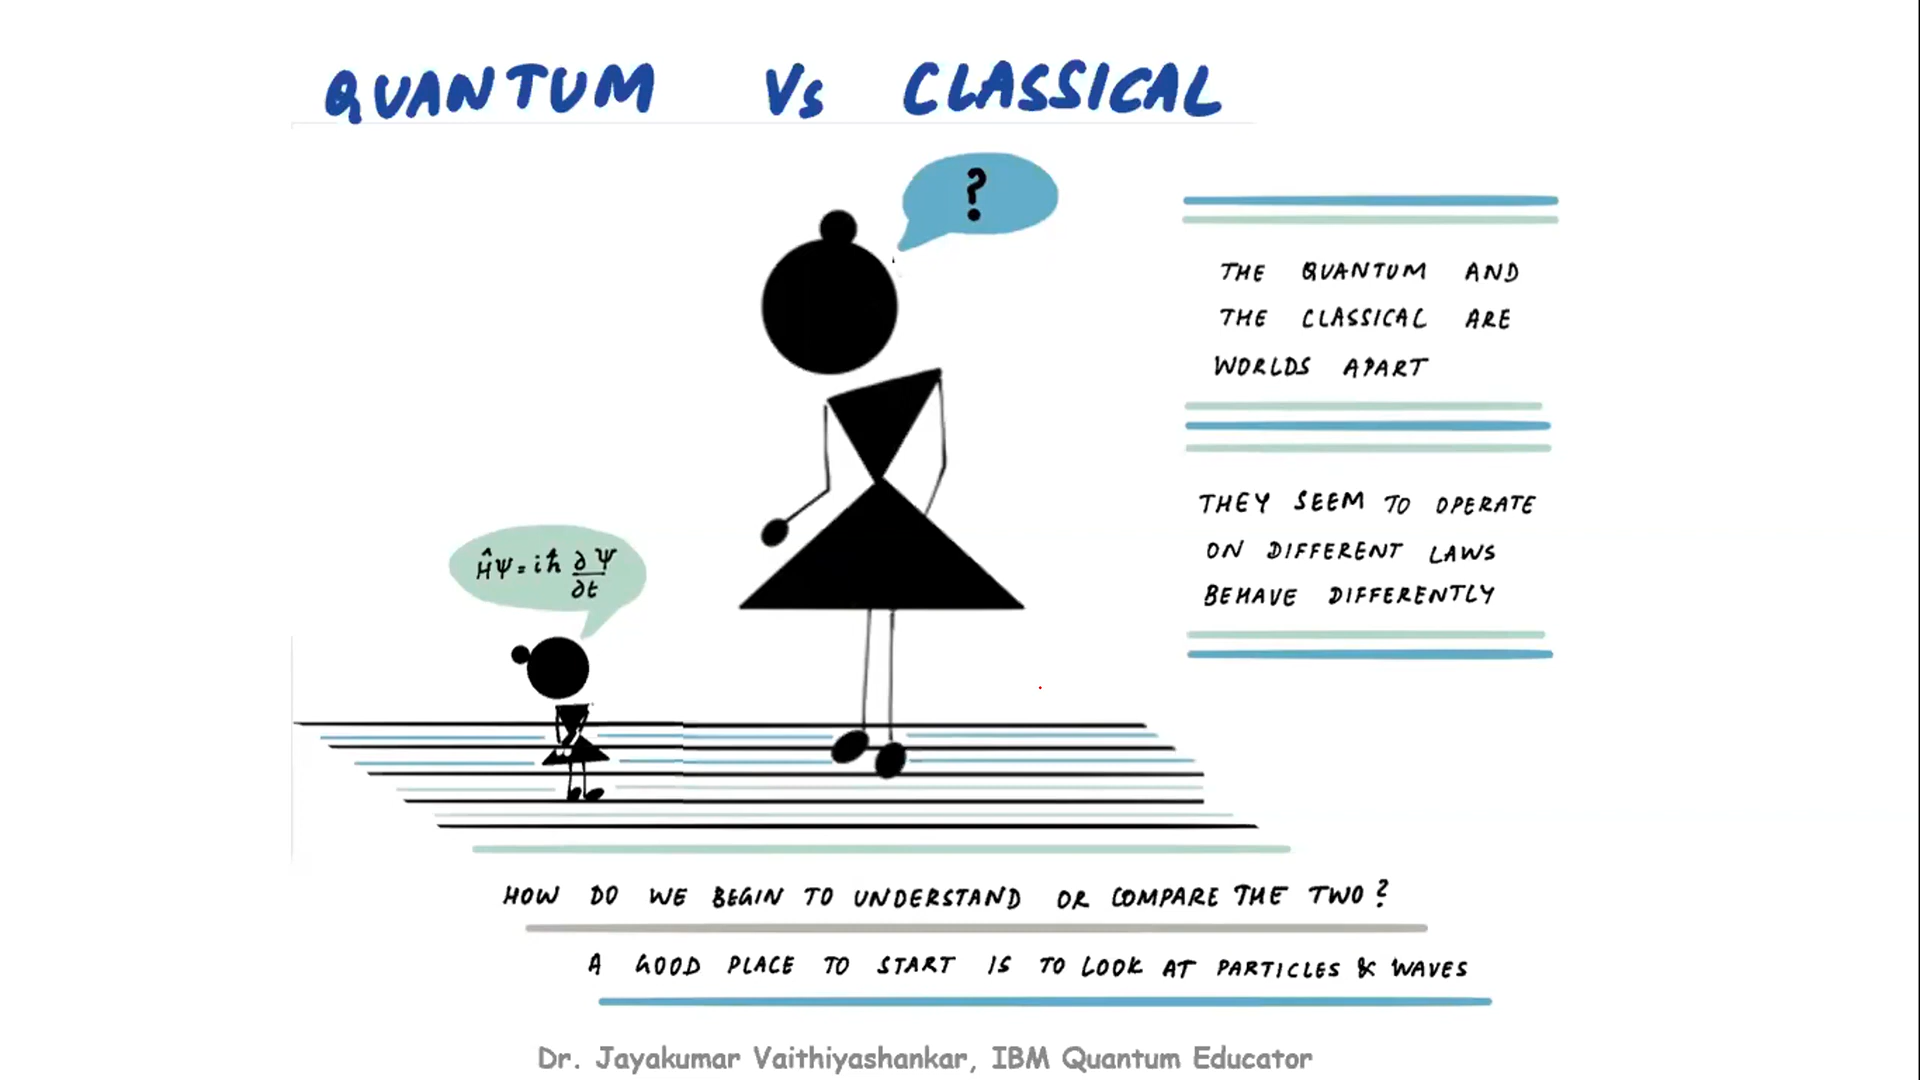 QUANTUM Vs CLASSICAL
?
THE QUANTUM AND
THE CLASSICAL ARE
WORLDS APART
THEY SEEM TO OPERATE
ON DIFFERENT LAWS
BEHAVE DIFFERENTLY
Ĥψ = iħ ∂Ψ/∂t
HOW DO WE BEGIN TO UNDERSTAND OR COMPARE THE TWO?
A GOOD PLACE TO START IS TO LOOK AT PARTICLES & WAVES
Dr. Jayakumar Vaithiyashankar, IBM Quantum Educator